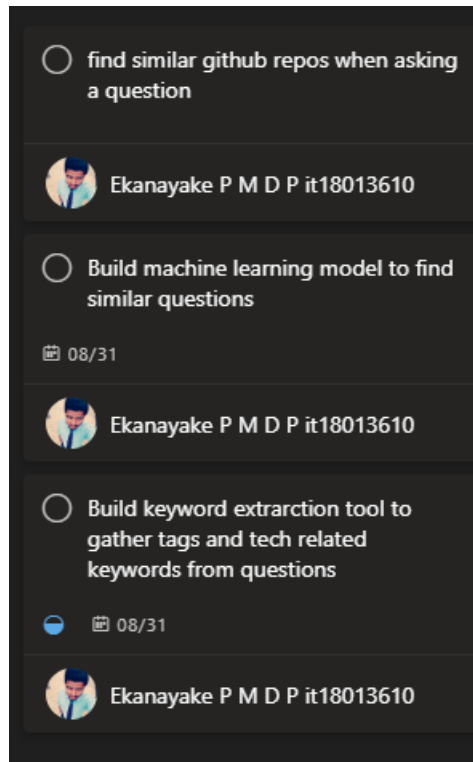 find similar github repos when asking
a question
Ekanayake P M D P it18013610
Build machine learning model to find
similar questions
08/31
Ekanayake P M D P it18013610
Build keyword extrarction tool to
gather tags and tech related
keywords from questions
08/31
Ekanayake P M D P it18013610